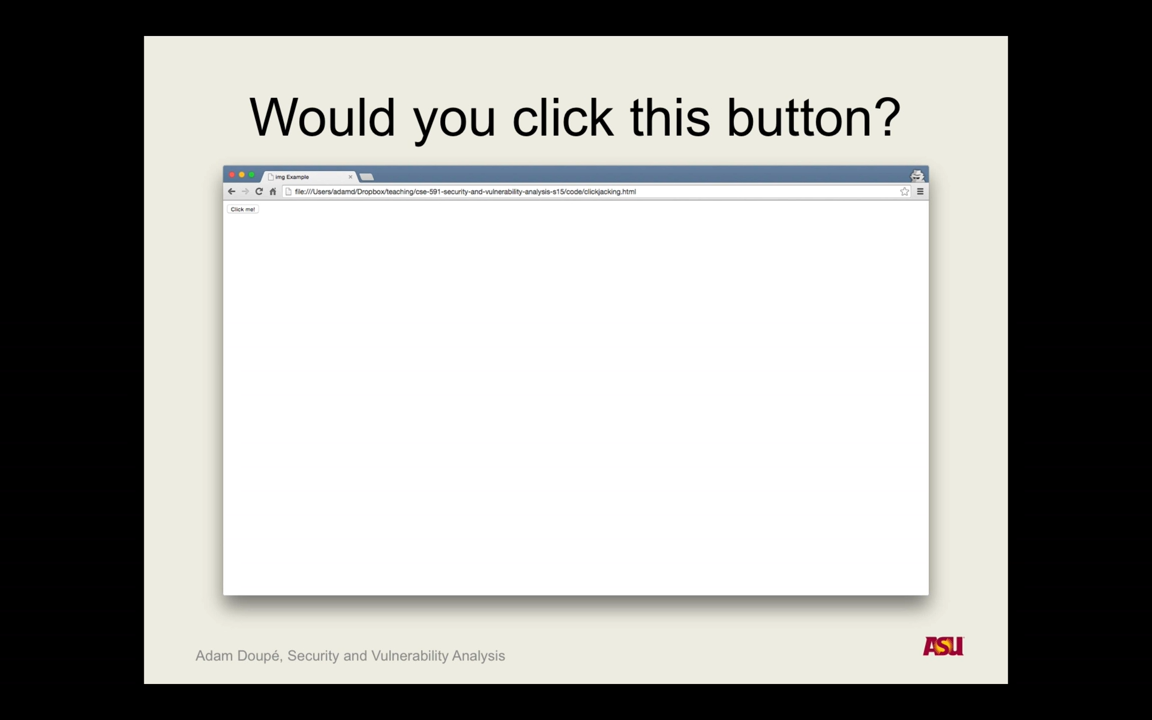 Would you click this button?
img Example
file:///Users/adamd/Dropbox/teaching/cse-591-security-and-vulnerability-analysis-s15/code/clickjacking.html
Click me!
Adam Doupé, Security and Vulnerability Analysis
ASU